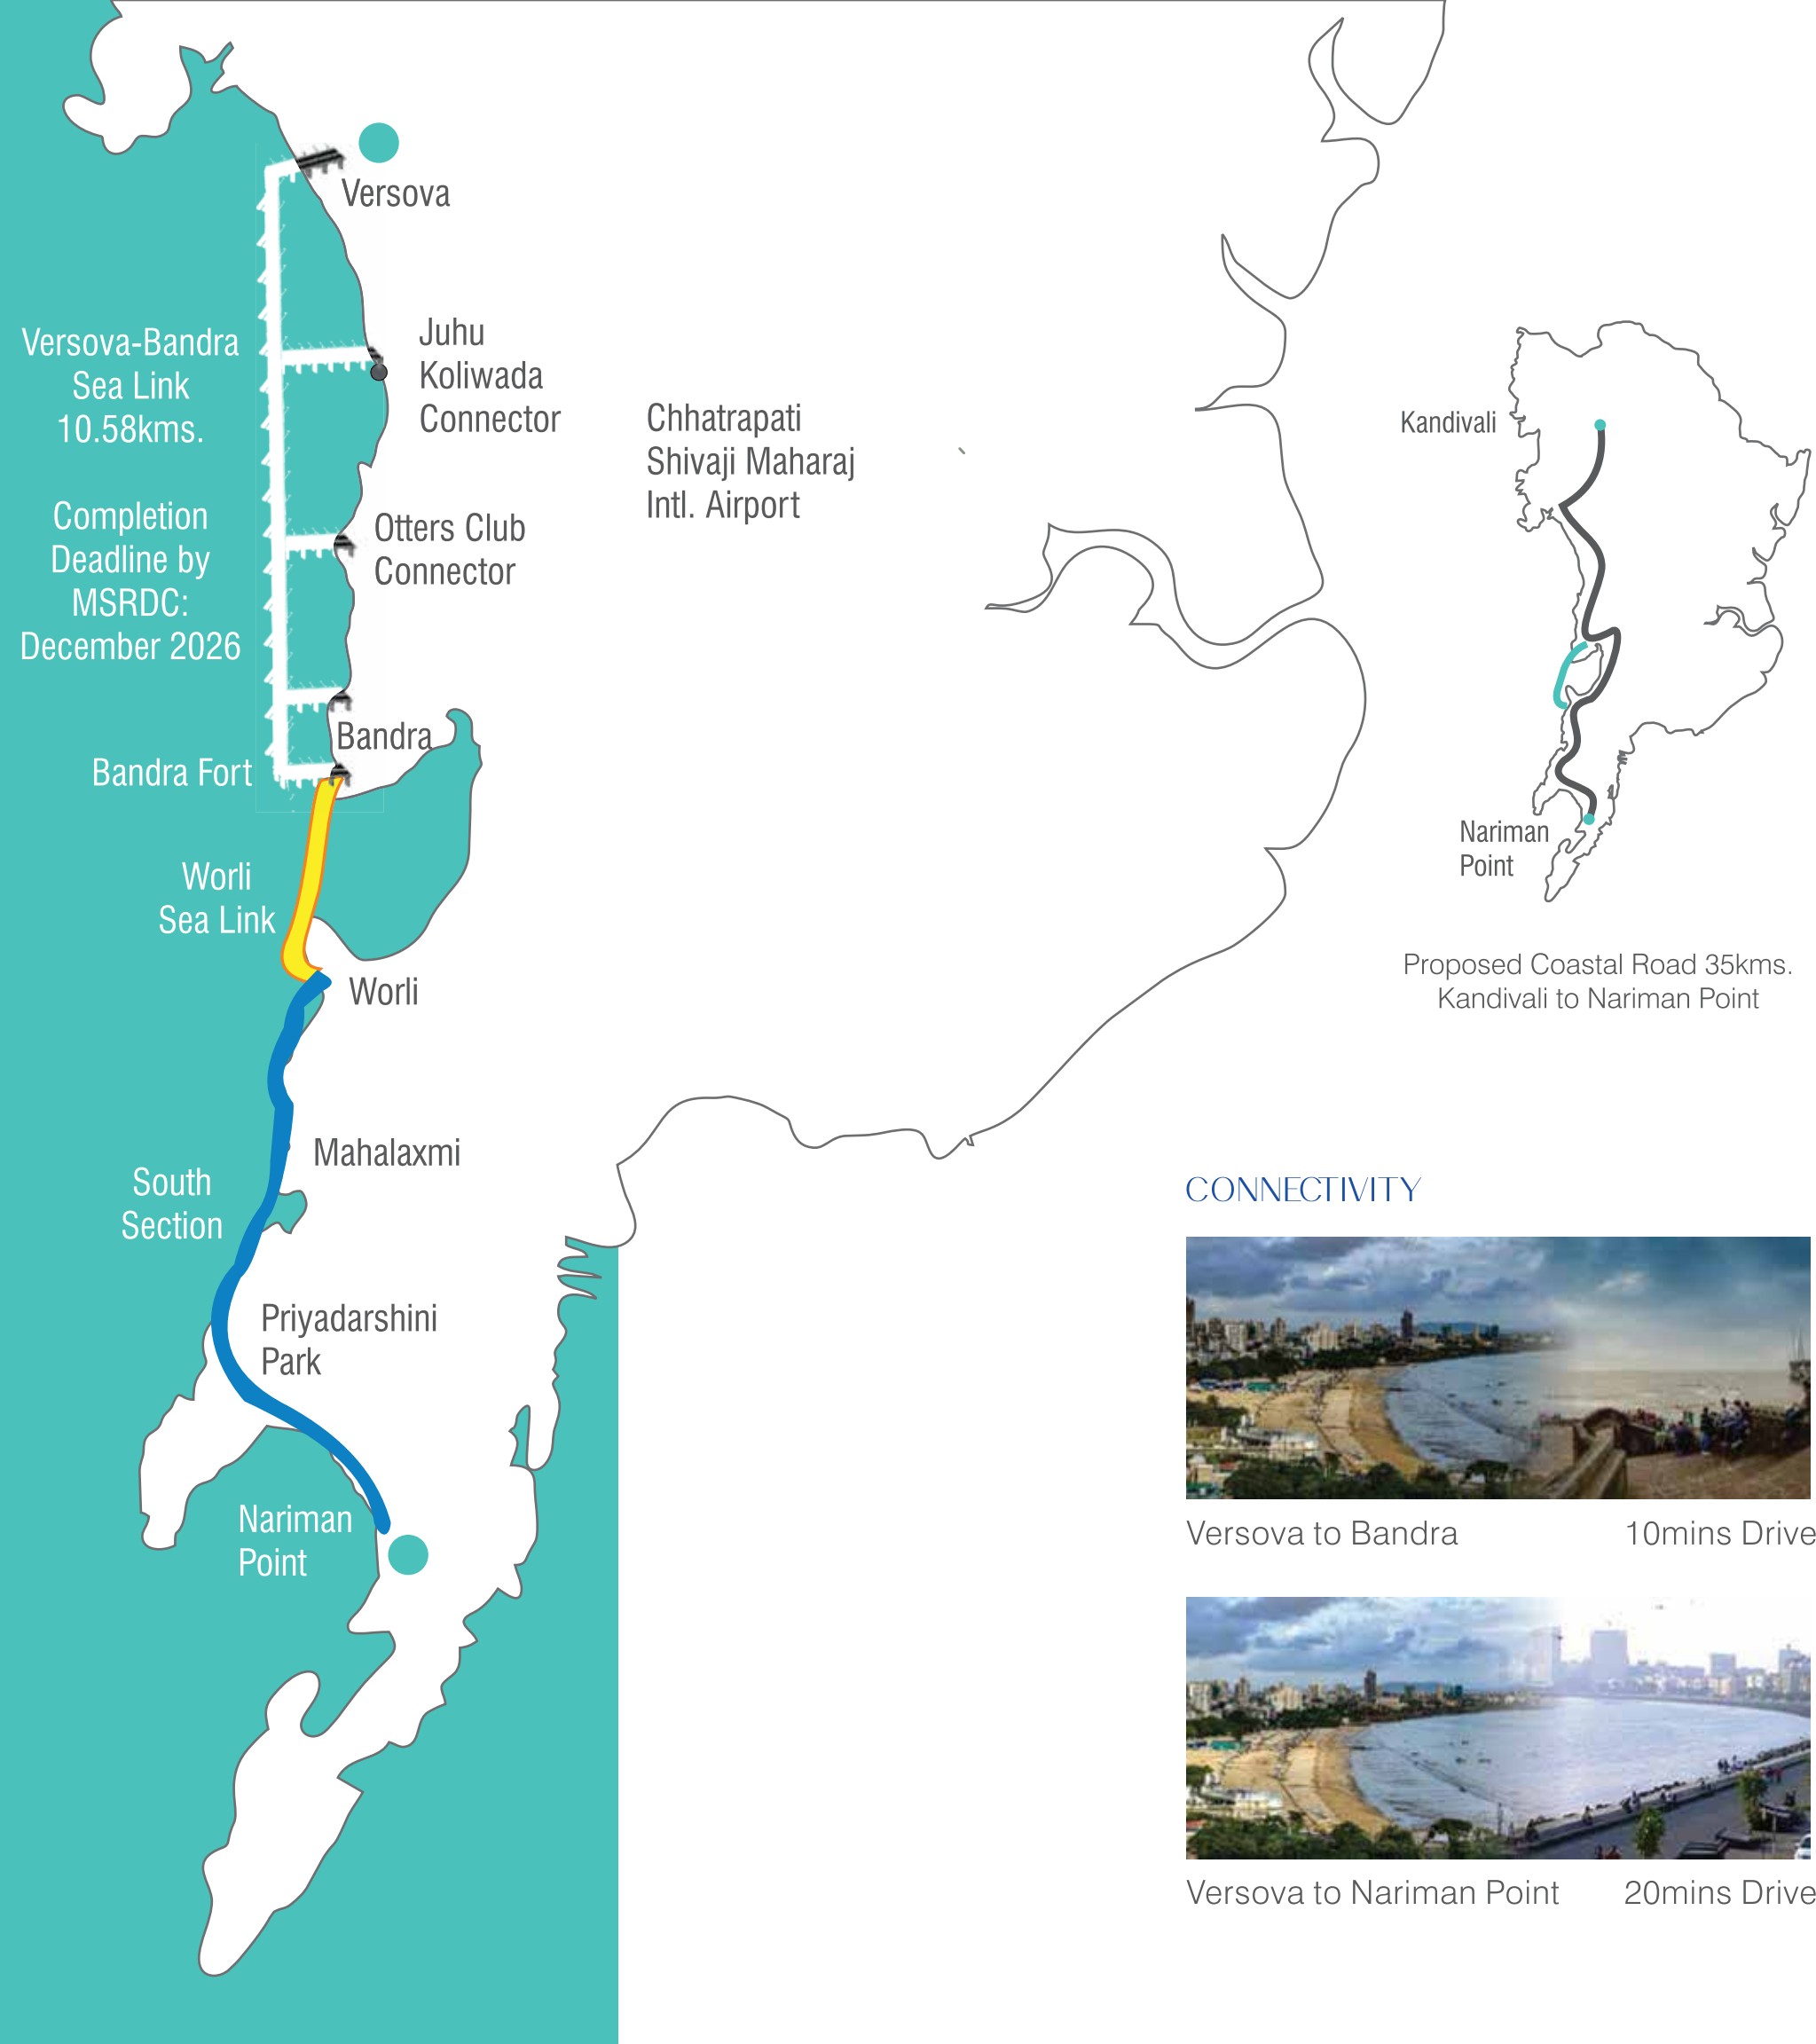 Versova
Versova-Bandra
Sea Link
10.58kms.
Juhu
Koliwada
Connector
Chhatrapati
Shivaji Maharaj
Intl. Airport
Completion
Deadline by
MSRDC:
December 2026
Otters Club
Connector
Bandra
Bandra Fort
Worli
Sea Link
Worli
Mahalaxmi
South
Section
Priyadarshini
Park
Nariman
Point
Kandivali
Nariman
Point
Proposed Coastal Road 35kms.
Kandivali to Nariman Point
CONNECTIVITY
Versova to Bandra 10mins Drive
Versova to Nariman Point 20mins Drive